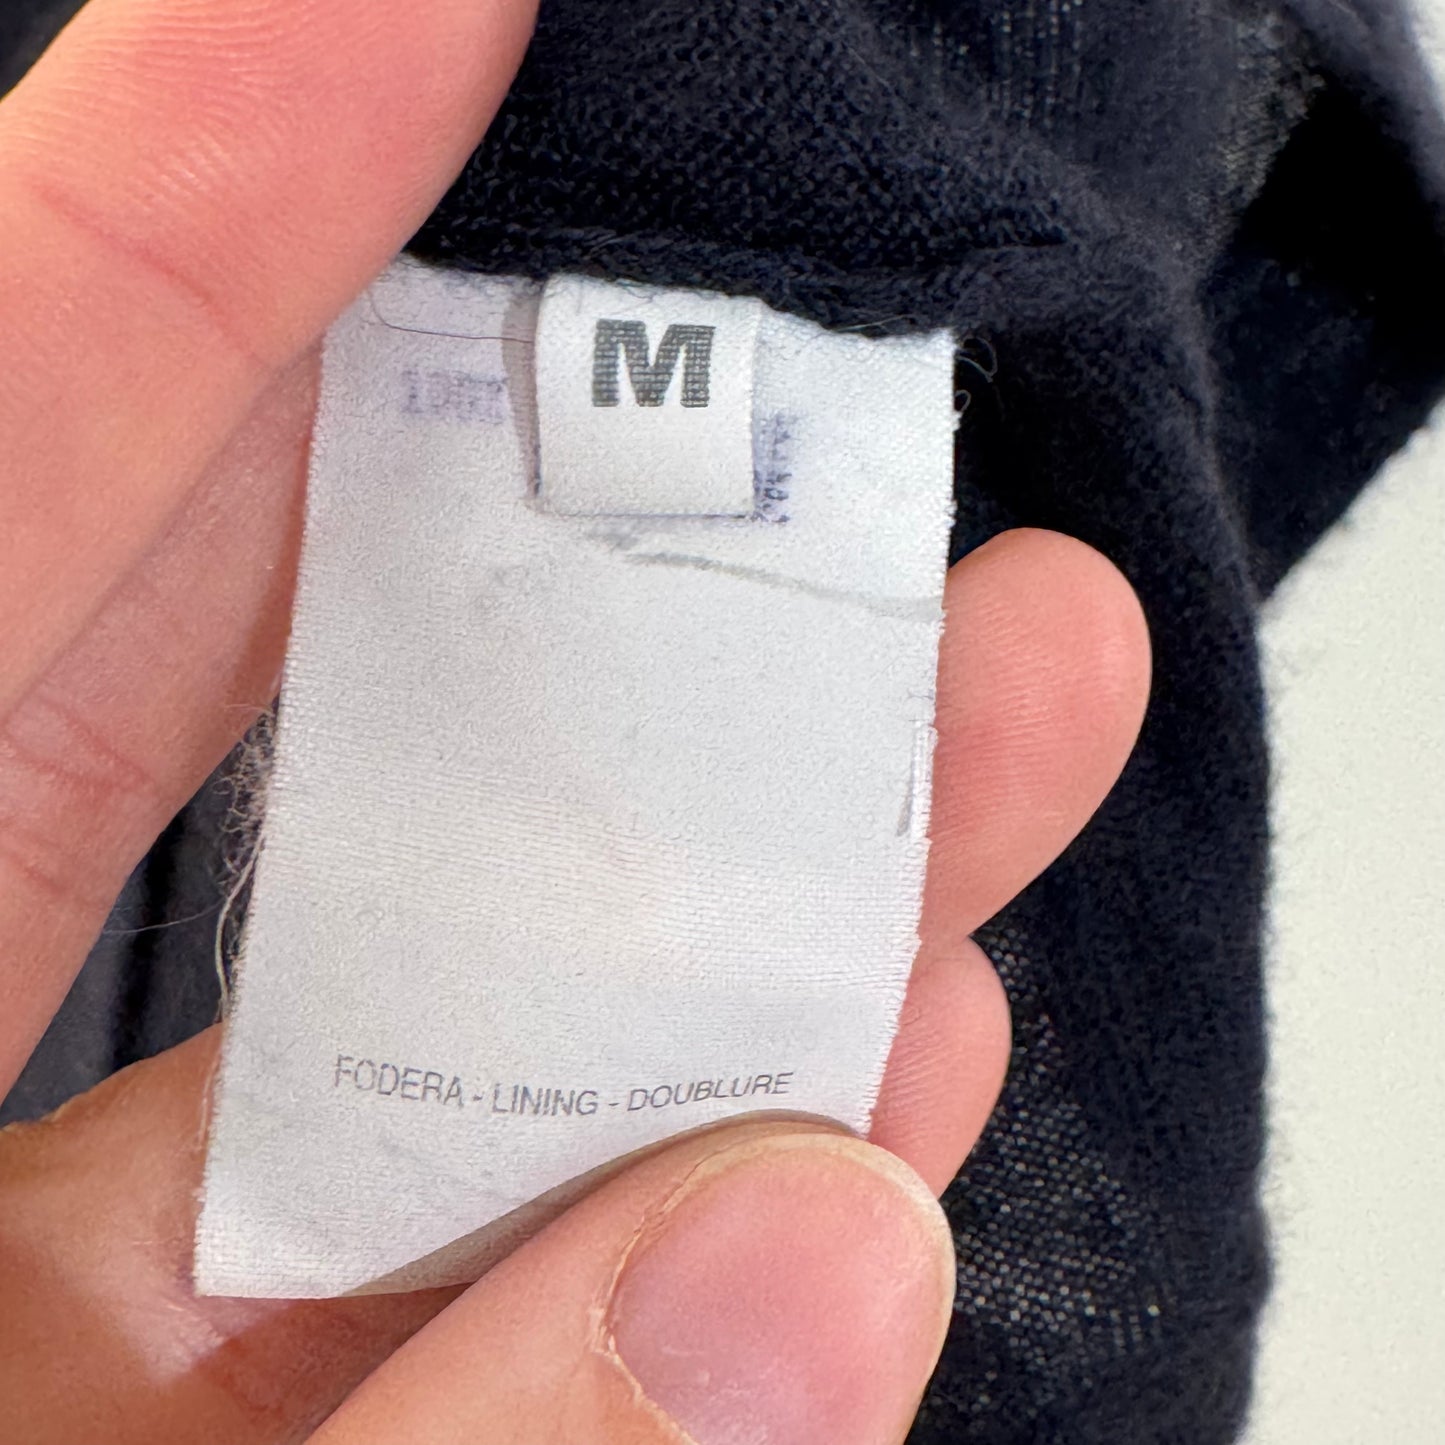 M
FODERA - LINING - DOUBLURE